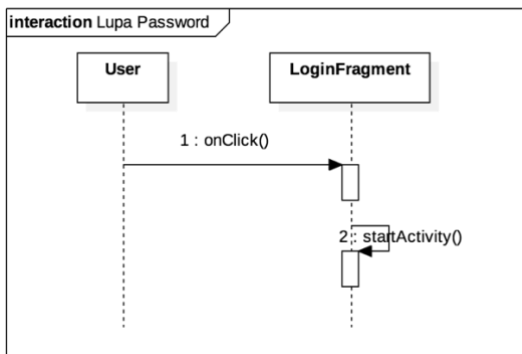 interaction Lupa Password
User
LoginFragment
1 : onClick()
2 : startActivity()